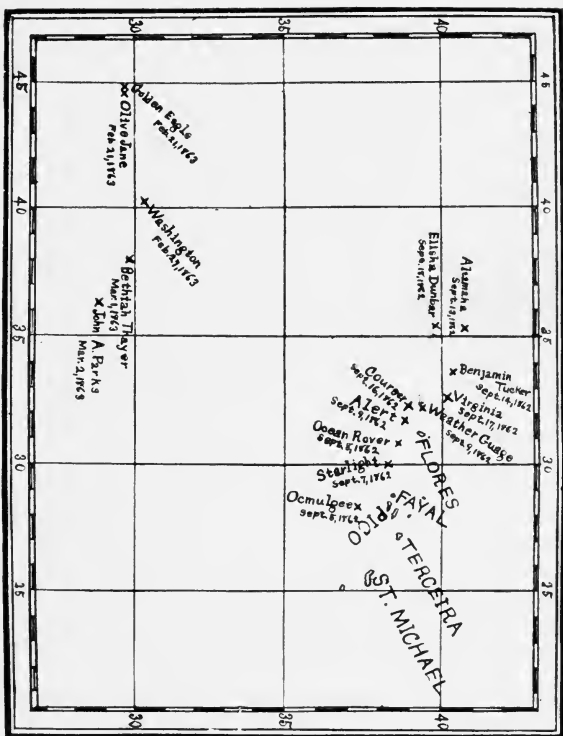 30
35
40
45
45
40
40
35
35
30
30
25
25
30
35
40
Golden Eagle
Feb. 21, 1863
Olive Jane
Feb. 21, 1863
Washington
Feb. 27, 1863
Bethiah Thayer
Mar. 1, 1863
John A. Parks
Mar. 2, 1863
Elisha Dunbar
Sept. 18, 1862
Altamaha
Sept. 13, 1862
Benjamin
Tucker
Sept. 14, 1862
Virginia
Sept. 17, 1862
Weather Guage
Sept. 9, 1862
Courser
Sept. 16, 1862
Alert
Sept. 9, 1862
Ocean Rover
Sept. 8, 1862
Starlight
Sept. 7, 1862
Ocmulgee
Sept. 5, 1862
FLORES
FAYAL
PICO
TERCEIRA
ST. MICHAEL